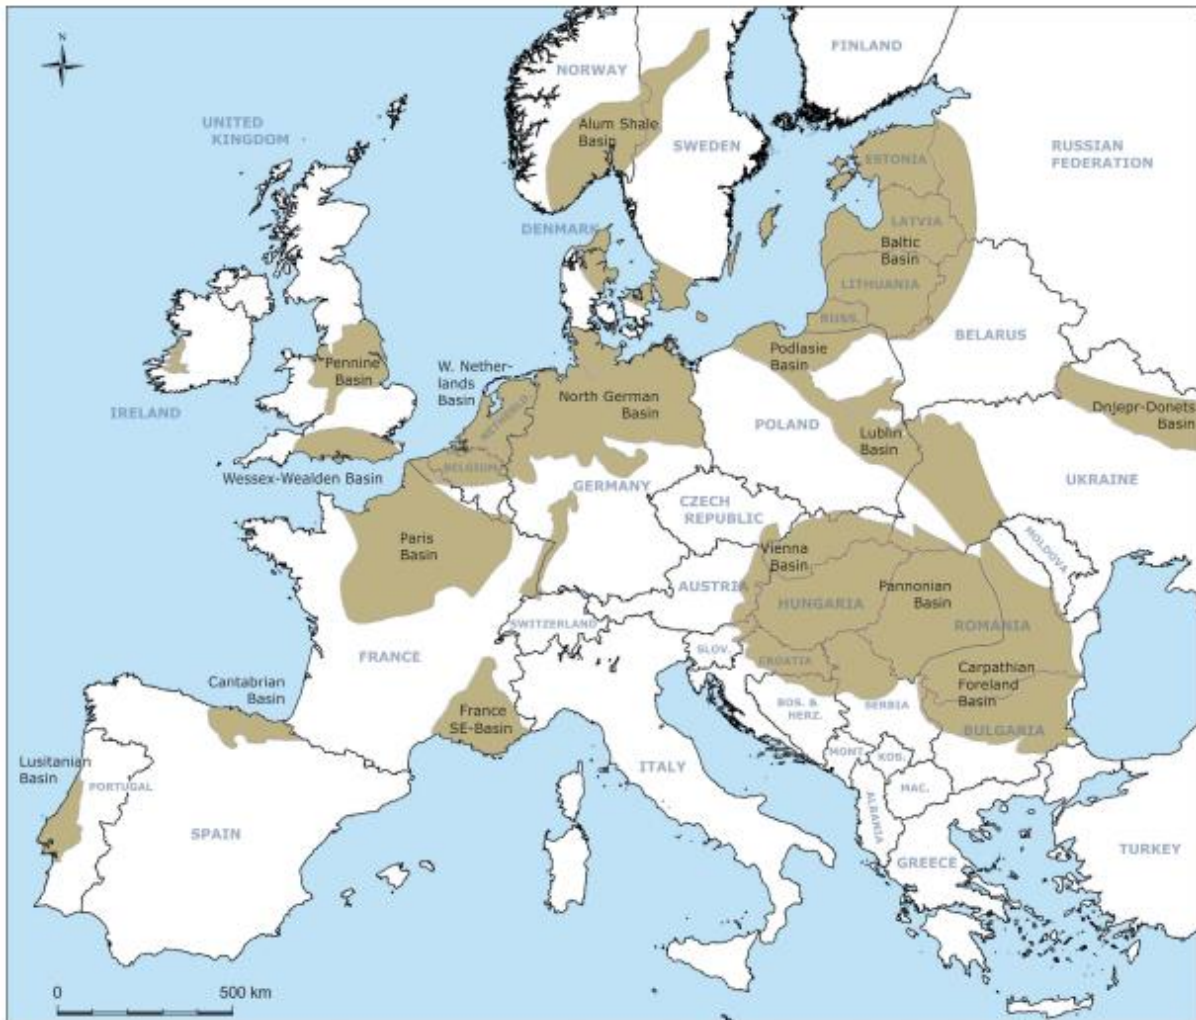 N
FINLAND
NORWAY
UNITED
KINGDOM
Alum Shale
Basin
SWEDEN
RUSSIAN
FEDERATION
ESTONIA
LATVIA
DENMARK
Baltic
Basin
LITHUANIA
RUSS.
BELARUS
Podlasie
Basin
Pennine
Basin
W. Nether-
lands
Basin
NETHERLD.
North German
Basin
IRELAND
Dnjepr-Donets
Basin
POLAND
Lublin
Basin
BELGIUM
Wessex-Wealden Basin
GERMANY
UKRAINE
CZECH
REPUBLIC
Paris
Basin
MOLDOVA
Vienna
Basin
AUSTRIA
HUNGARIA
Pannonian
Basin
SWITZERLAND
ROMANIA
SLOV.
FRANCE
CROATIA
Carpathian
Foreland
Basin
Cantabrian
Basin
BOS. &
HERZ.
SERBIA
France
SE-Basin
BULGARIA
MONT.
KOS.
Lusitanian
Basin
ITALY
PORTUGAL
MAC.
ALBANIA
SPAIN
TURKEY
GREECE
0
500 km